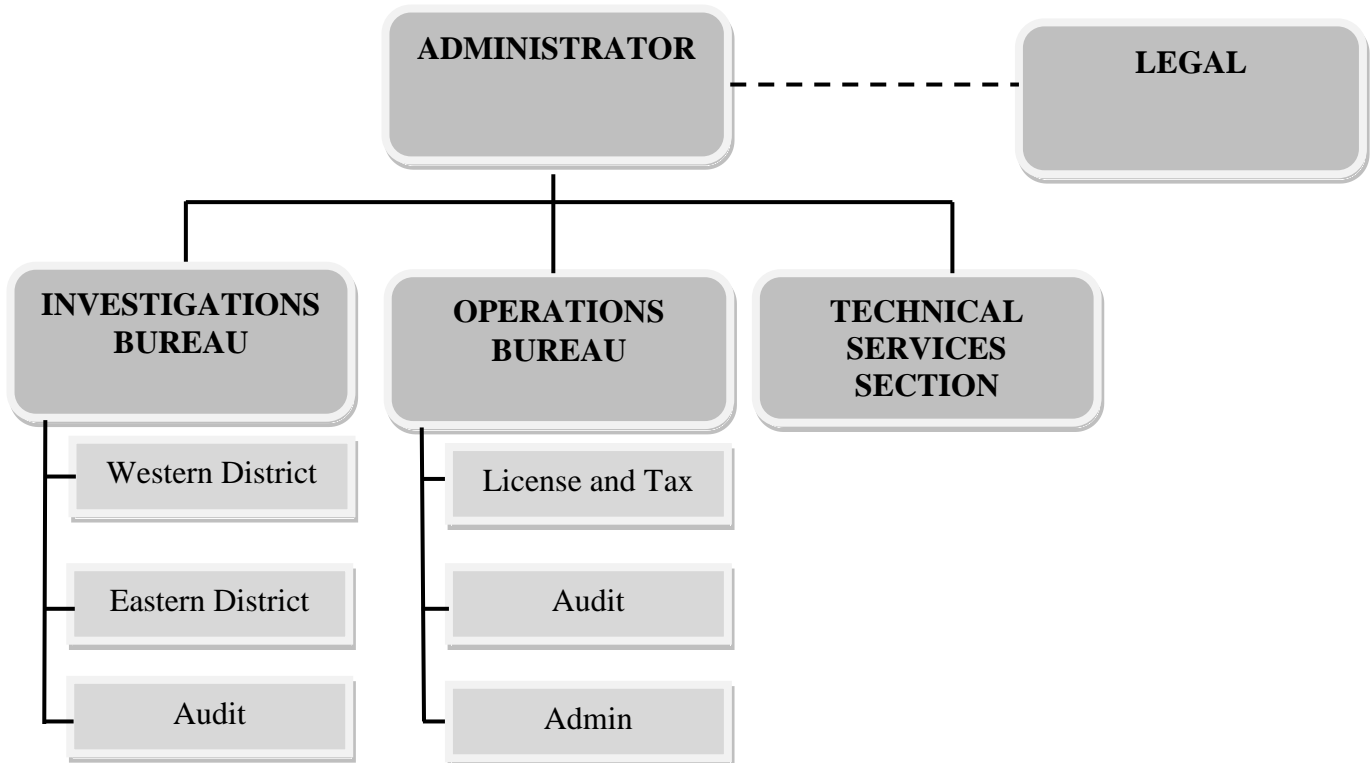 ADMINISTRATOR
LEGAL
INVESTIGATIONS
BUREAU
OPERATIONS
BUREAU
TECHNICAL
SERVICES
SECTION
Western District
Eastern District
Audit
License and Tax
Audit
Admin